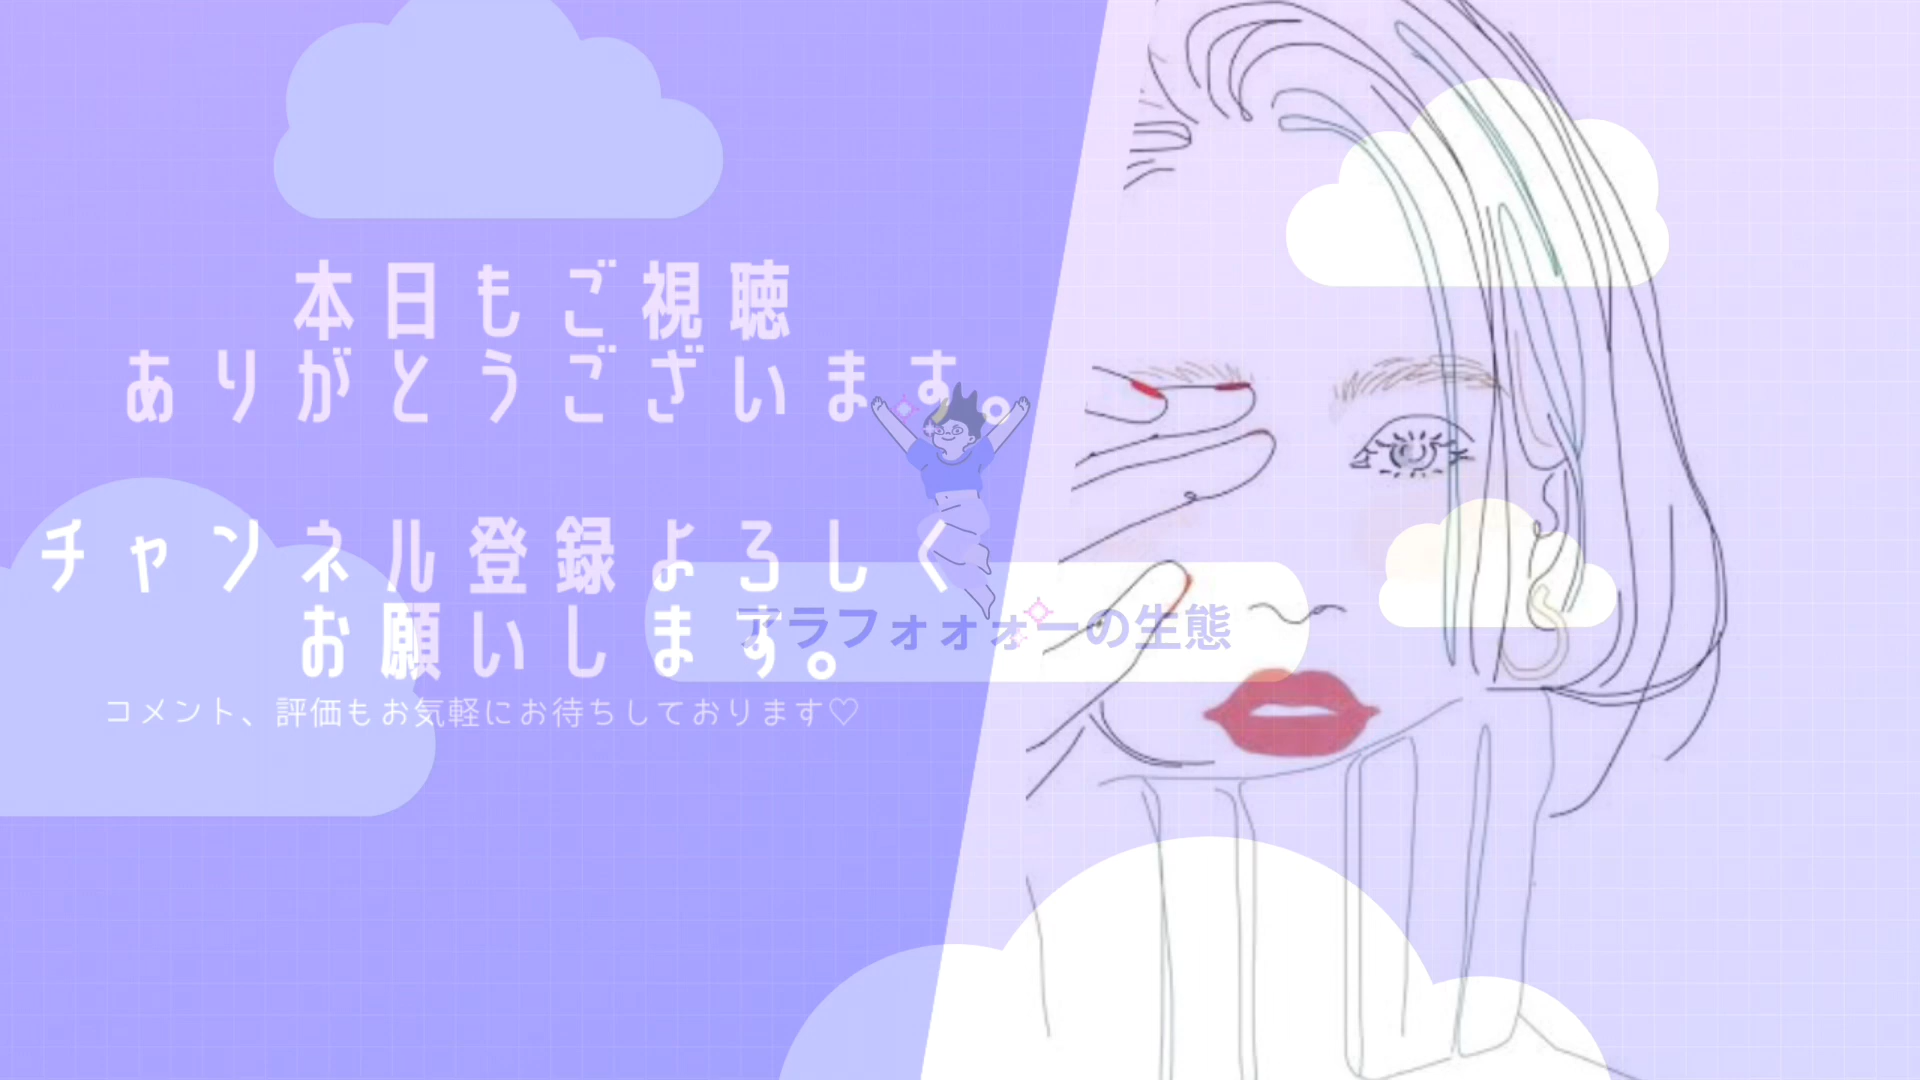 本日もご視聴
ありがとうございます。
チャンネル登録よろしく
お願いします。
アラフォォォーの生態
コメント、評価もお気軽にお待ちしております♡